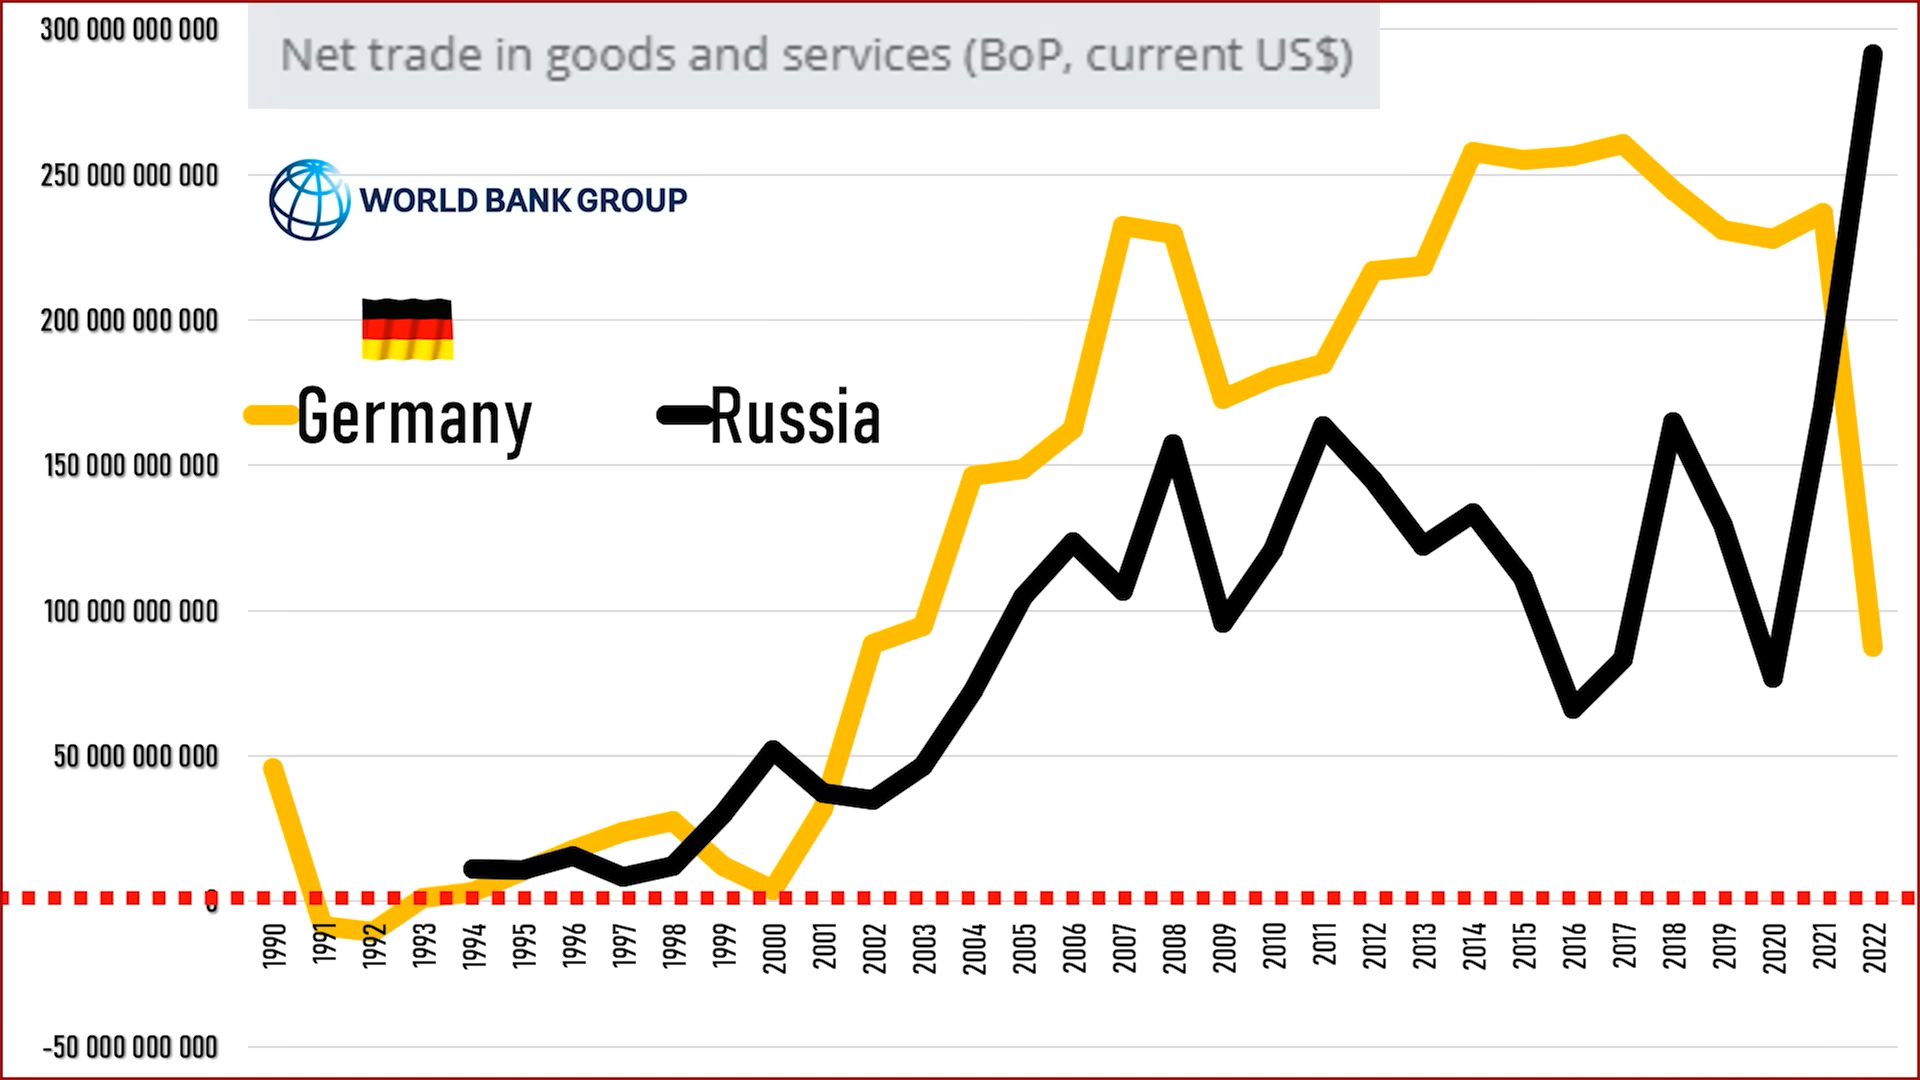 Net trade in goods and services (BoP, current US$)
WORLD BANK GROUP
Germany
Russia
300 000 000 000
250 000 000 000
200 000 000 000
150 000 000 000
100 000 000 000
50 000 000 000
0
-50 000 000 000
1990 1991 1992 1993 1994 1995 1996 1997 1998 1999 2000 2001 2002 2003 2004 2005 2006 2007 2008 2009 2010 2011 2012 2013 2014 2015 2016 2017 2018 2019 2020 2021 2022